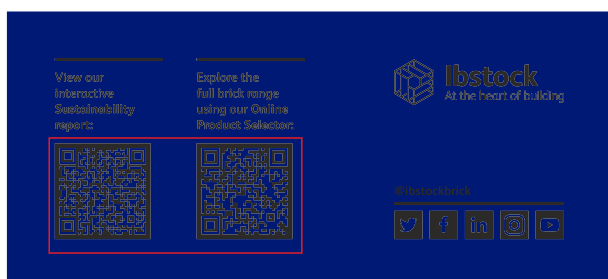 View our
interactive
Sustainability
report:
Explore the
full brick range
using our Online
Product Selector:
Ibstock
At the heart of building
@ibstockbrick